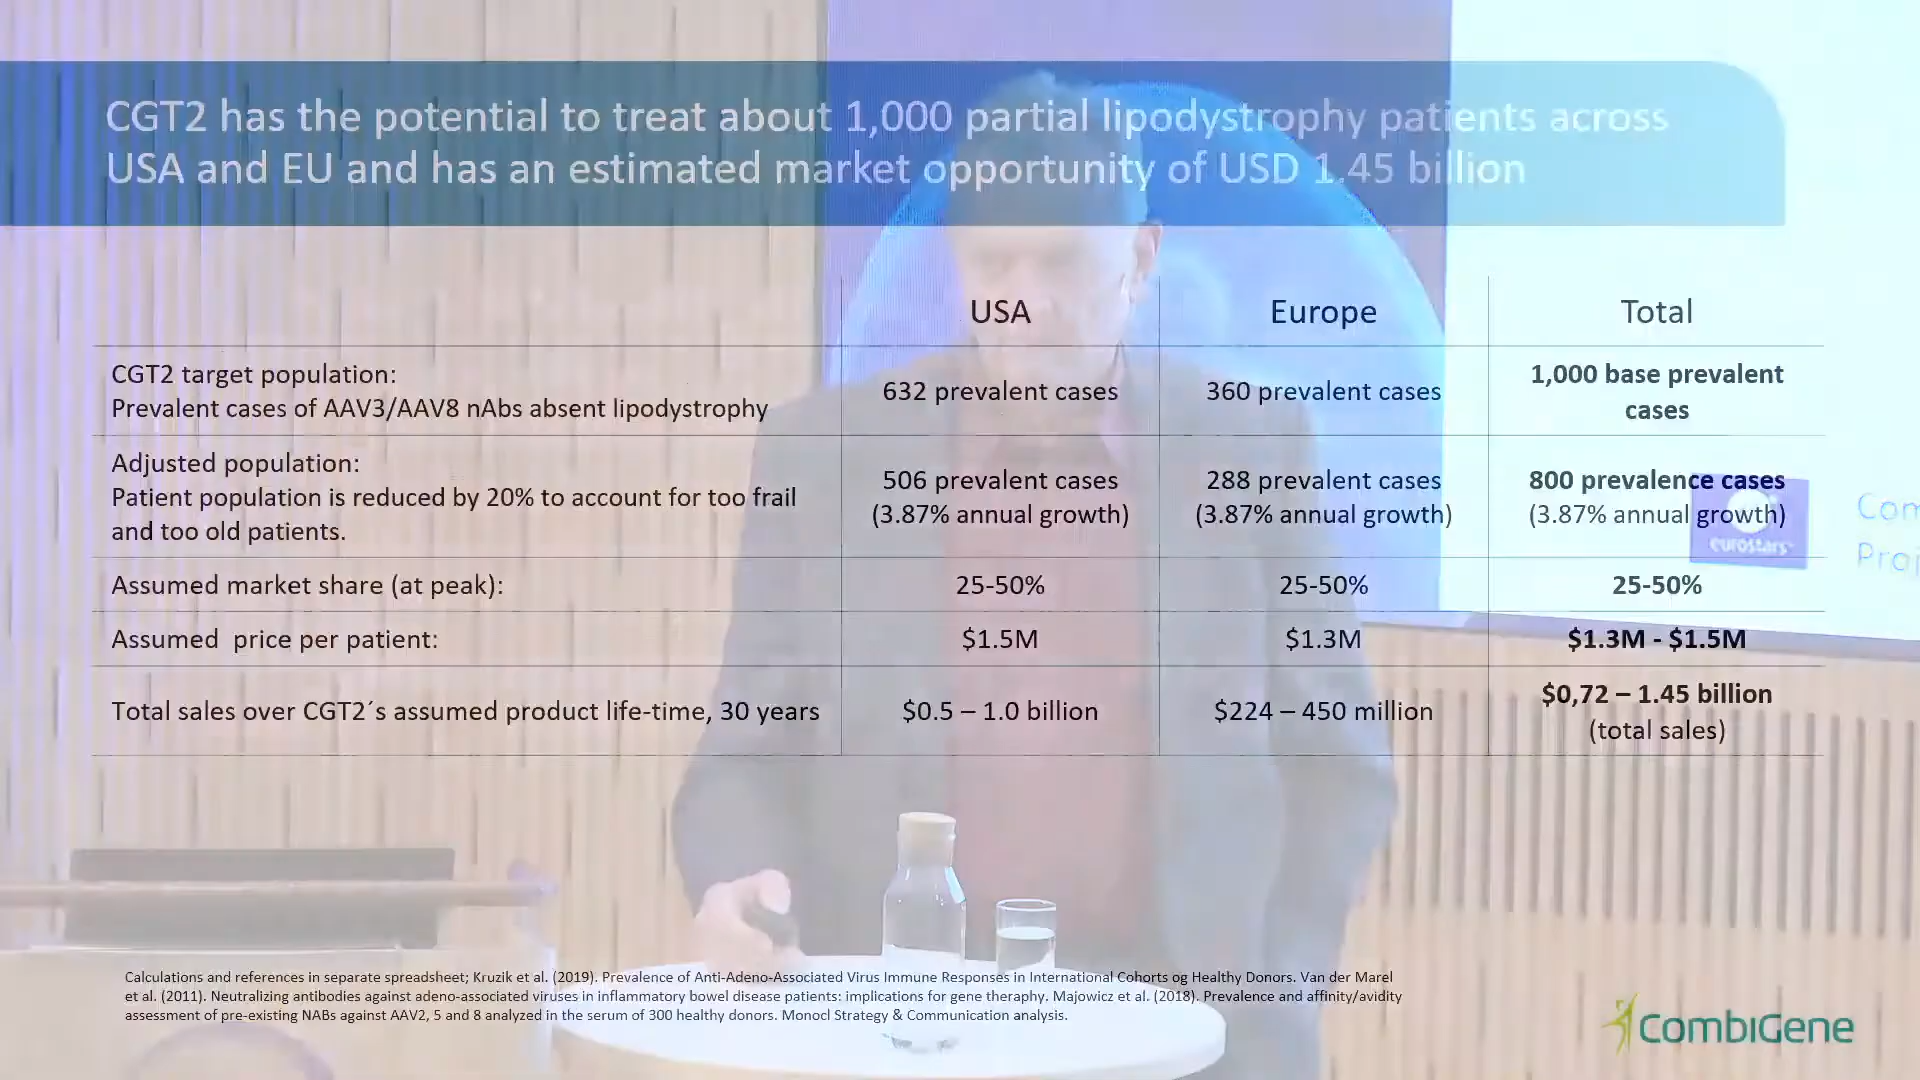 CGT2 has the potential to treat about 1,000 partial lipodystrophy patients across
USA and EU and has an estimated market opportunity of USD 1.45 billion
USA
Europe
Total
CGT2 target population:
Prevalent cases of AAV3/AAV8 nAbs absent lipodystrophy
632 prevalent cases
360 prevalent cases
1,000 base prevalent
cases
Adjusted population:
Patient population is reduced by 20% to account for too frail
and too old patients.
506 prevalent cases
(3.87% annual growth)
288 prevalent cases
(3.87% annual growth)
800 prevalence cases
(3.87% annual growth)
eurostars™
Com
Proj
Assumed market share (at peak):
25-50%
25-50%
25-50%
Assumed  price per patient:
$1.5M
$1.3M
$1.3M - $1.5M
Total sales over CGT2´s assumed product life-time, 30 years
$0.5 – 1.0 billion
$224 – 450 million
$0,72 – 1.45 billion
(total sales)
Calculations and references in separate spreadsheet; Kruzik et al. (2019). Prevalence of Anti-Adeno-Associated Virus Immune Responses in International Cohorts og Healthy Donors. Van der Marel
et al. (2011). Neutralizing antibodies against adeno-associated viruses in inflammatory bowel disease patients: implications for gene theraphy. Majowicz et al. (2018). Prevalence and affinity/avidity
assessment of pre-existing NABs against AAV2, 5 and 8 analyzed in the serum of 300 healthy donors. Monocl Strategy & Communication analysis.
CombiGene